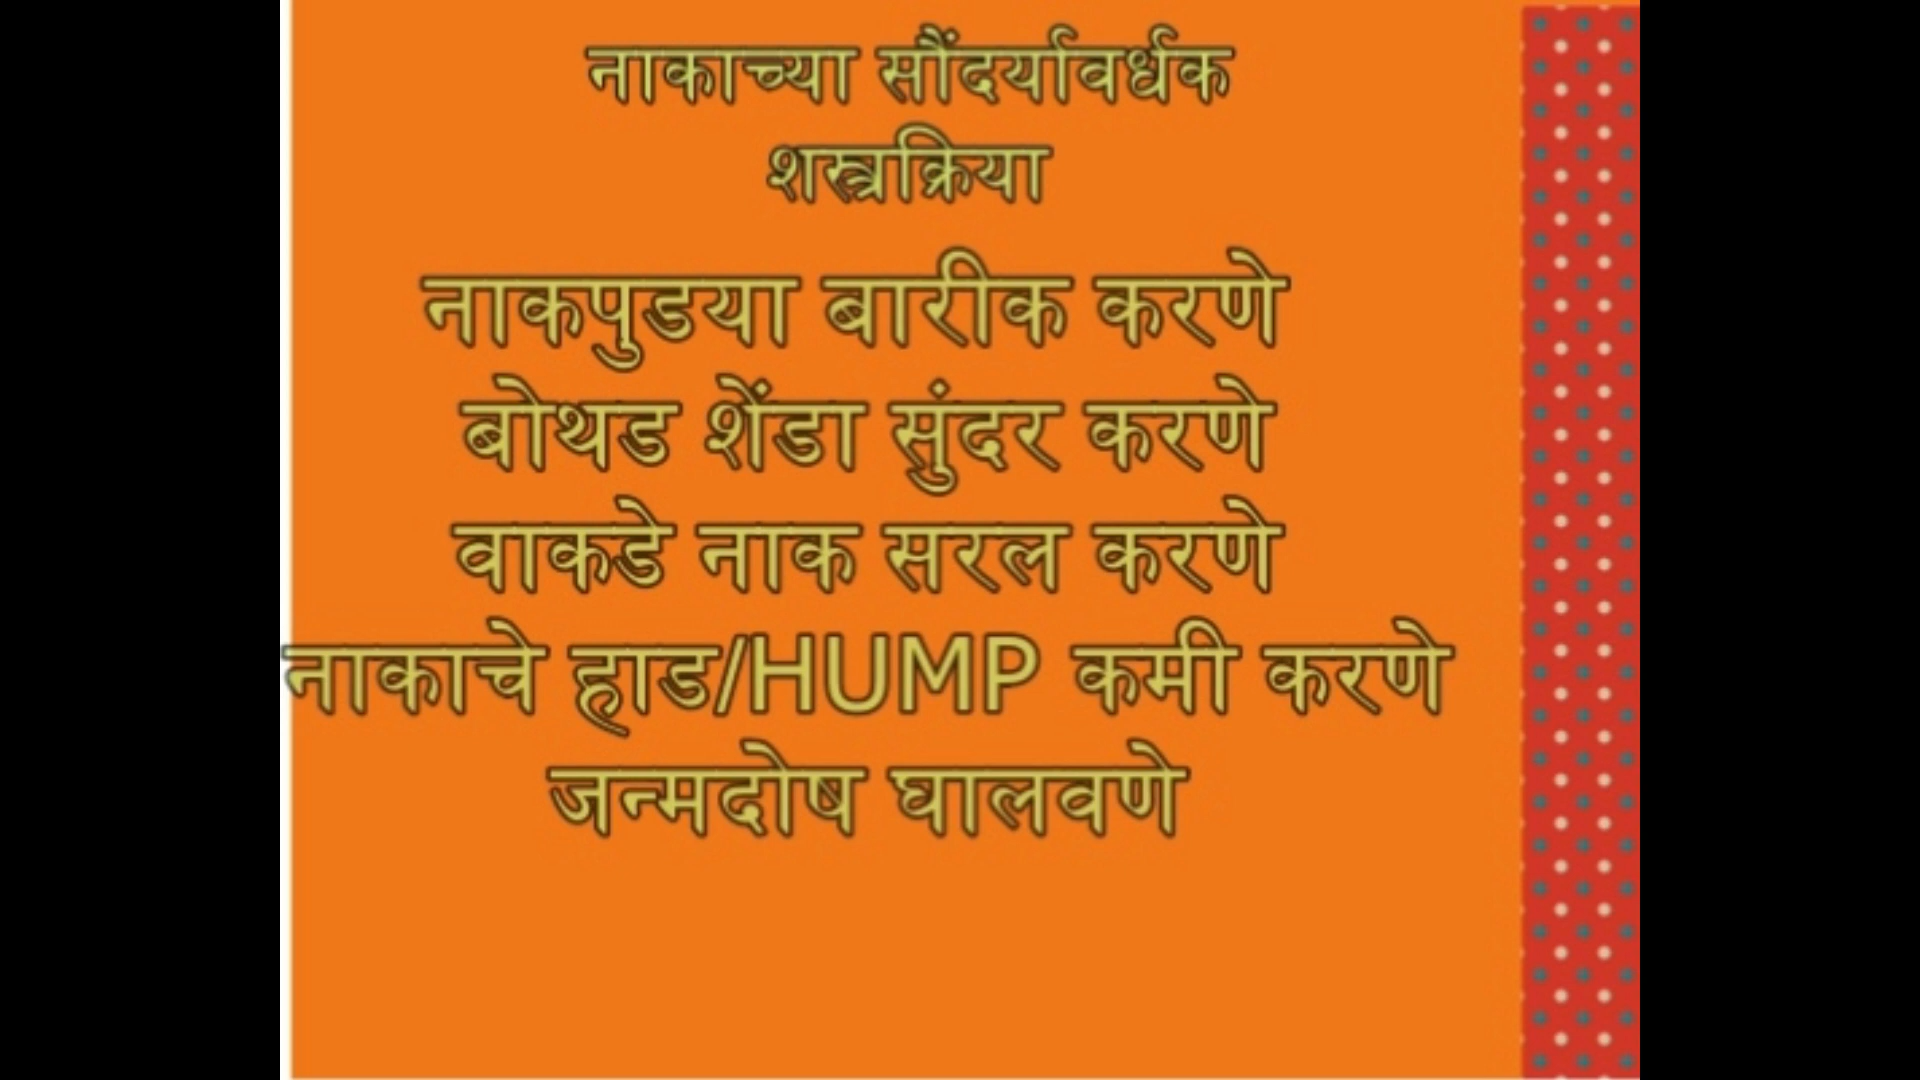 नाकाच्या सौंदर्यावर्धक
शस्त्रक्रिया
नाकपुडया बारीक करणे
बोथड शेंडा सुंदर करणे
वाकडे नाक सरल करणे
नाकाचे हाड/HUMP कमी करणे
जन्मदोष घालवणे